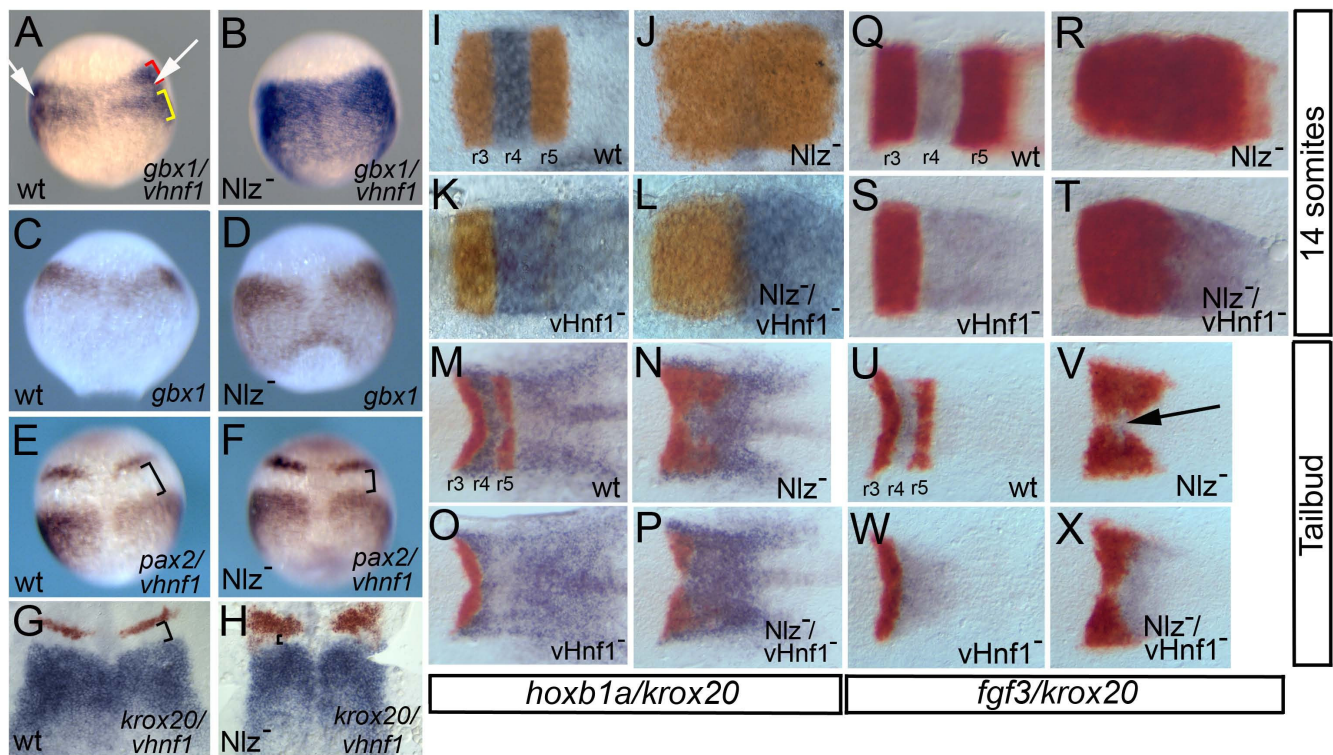 A
gbx1/
vhnf1
wt
B
gbx1/
vhnf1
Nlz⁻
C
wt
gbx1
D
Nlz⁻
gbx1
E
pax2/
vhnf1
wt
F
pax2/
vhnf1
Nlz⁻
G
krox20/
vhnf1
wt
H
krox20/
vhnf1
Nlz⁻
I
r3 r4 r5
wt
J
Nlz⁻
K
vHnf1⁻
L
Nlz⁻/
vHnf1⁻
M
r3 r4 r5
wt
N
Nlz⁻
O
vHnf1⁻
P
Nlz⁻/
vHnf1⁻
hoxb1a/krox20
Q
r3 r4 r5
wt
R
Nlz⁻
S
vHnf1⁻
T
Nlz⁻/
vHnf1⁻
U
r3 r4 r5
wt
V
Nlz⁻
W
vHnf1⁻
X
Nlz⁻/
vHnf1⁻
fgf3/krox20
14 somites
Tailbud